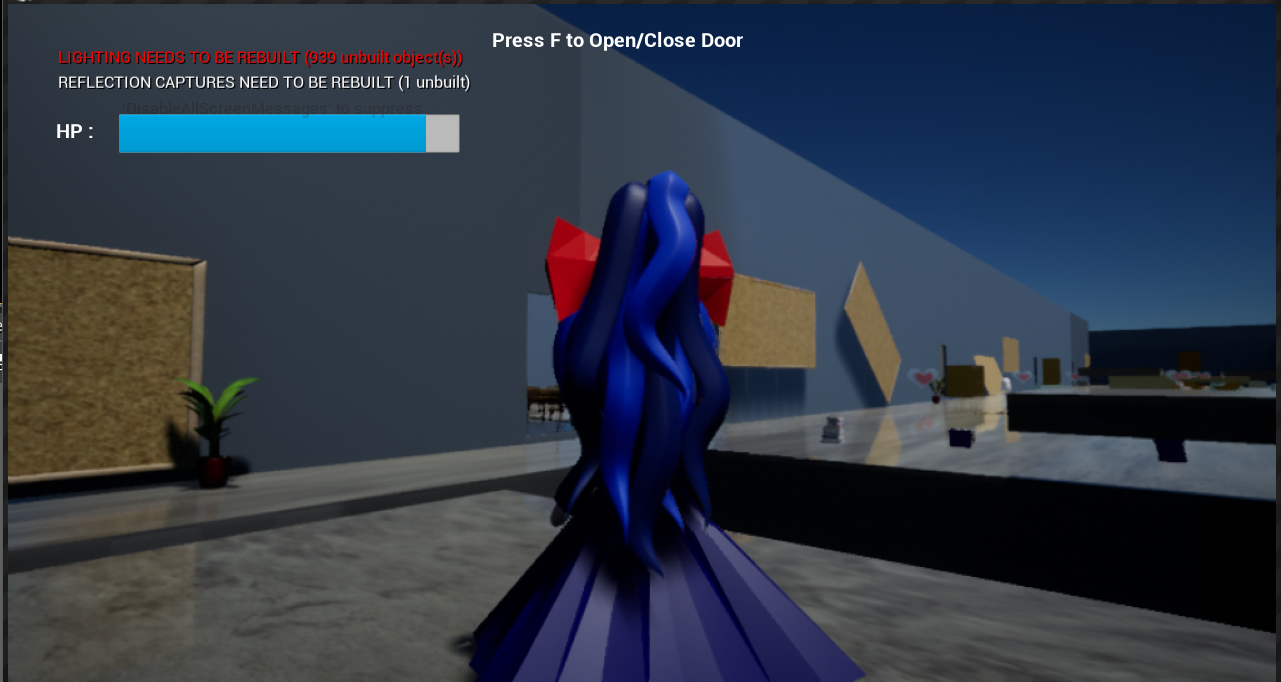 Press F to Open/Close Door
LIGHTING NEEDS TO BE REBUILT (939 unbuilt object(s))
REFLECTION CAPTURES NEED TO BE REBUILT (1 unbuilt)
'DisableAllScreenMessages' to suppress
HP :